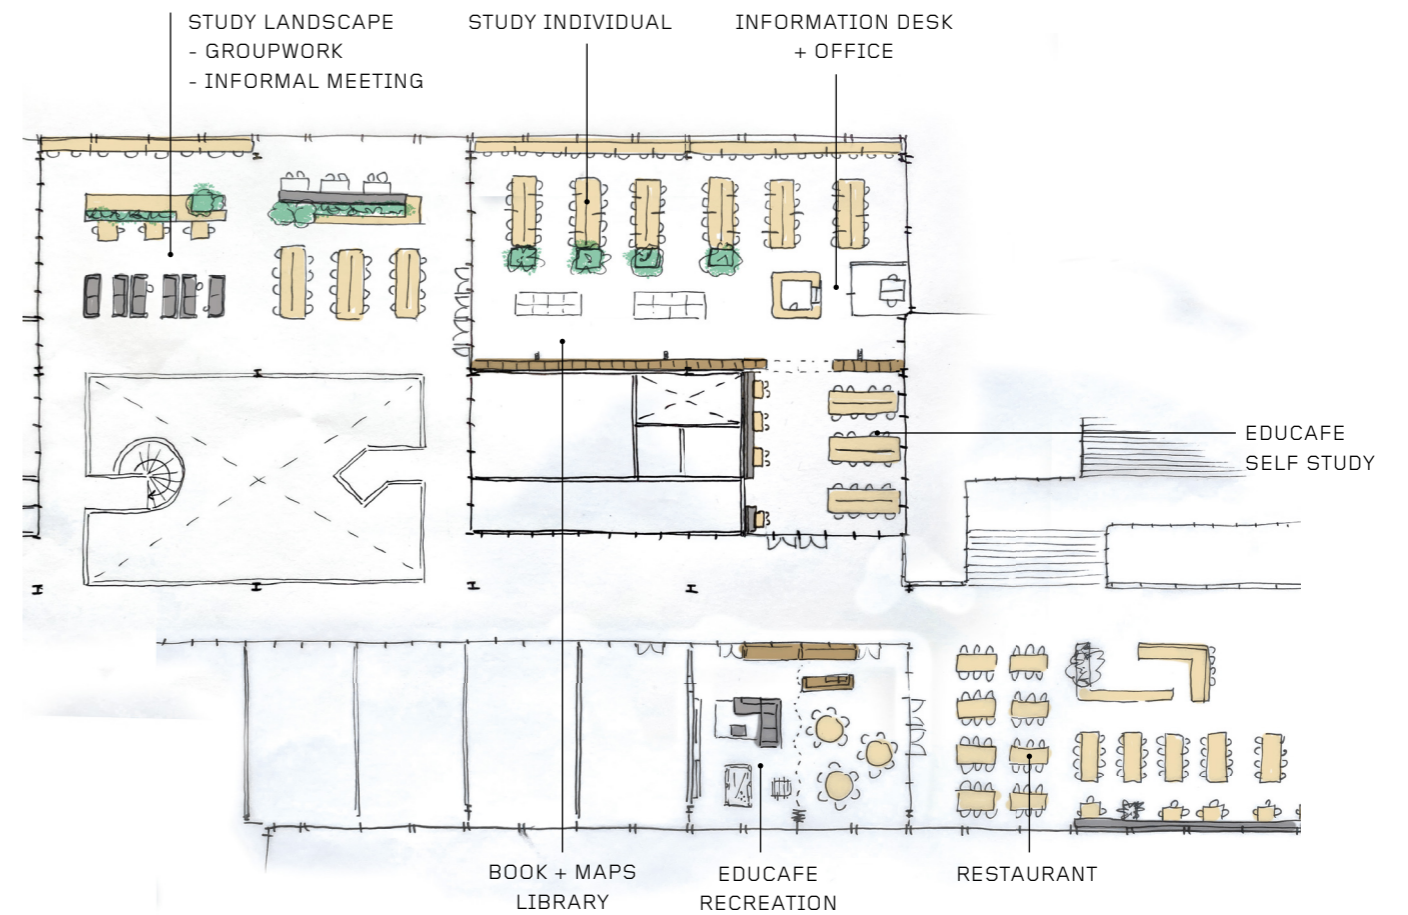 STUDY LANDSCAPE
- GROUPWORK
- INFORMAL MEETING
STUDY INDIVIDUAL
INFORMATION DESK
+ OFFICE
EDUCAFE
SELF STUDY
BOOK + MAPS
LIBRARY
EDUCAFE
RECREATION
RESTAURANT